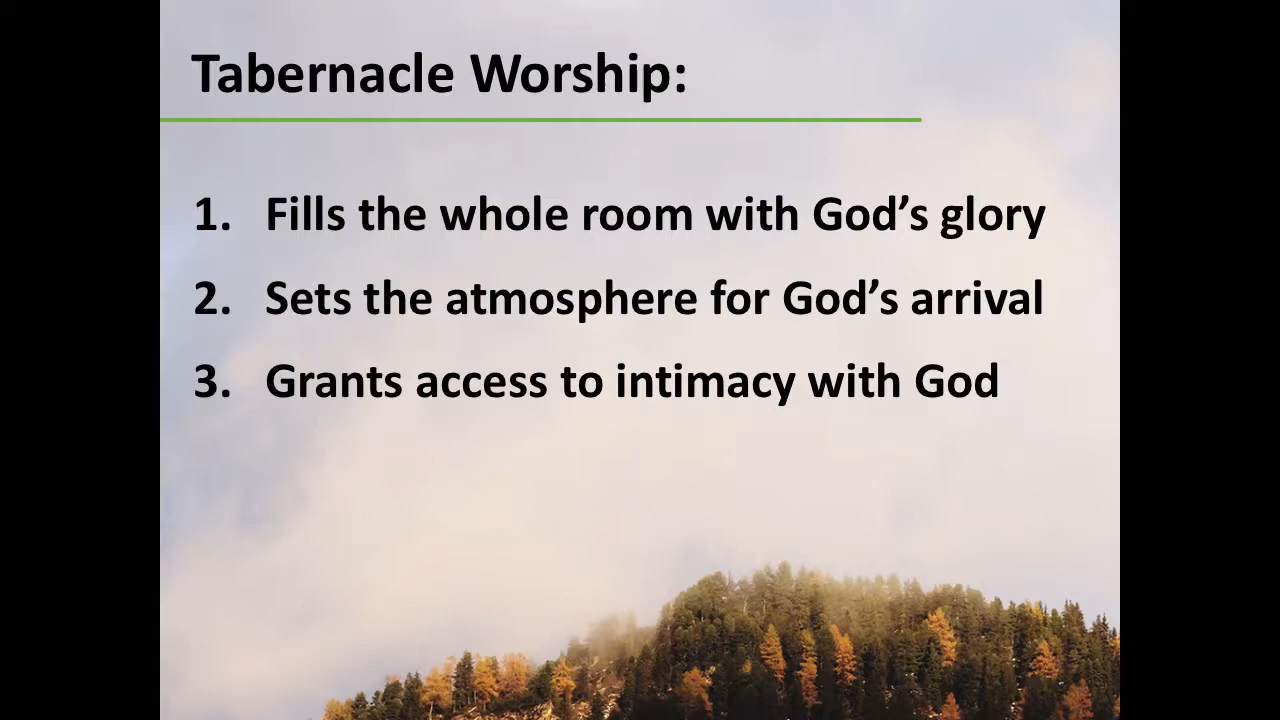 Tabernacle Worship:
1. Fills the whole room with God’s glory
2. Sets the atmosphere for God’s arrival
3. Grants access to intimacy with God